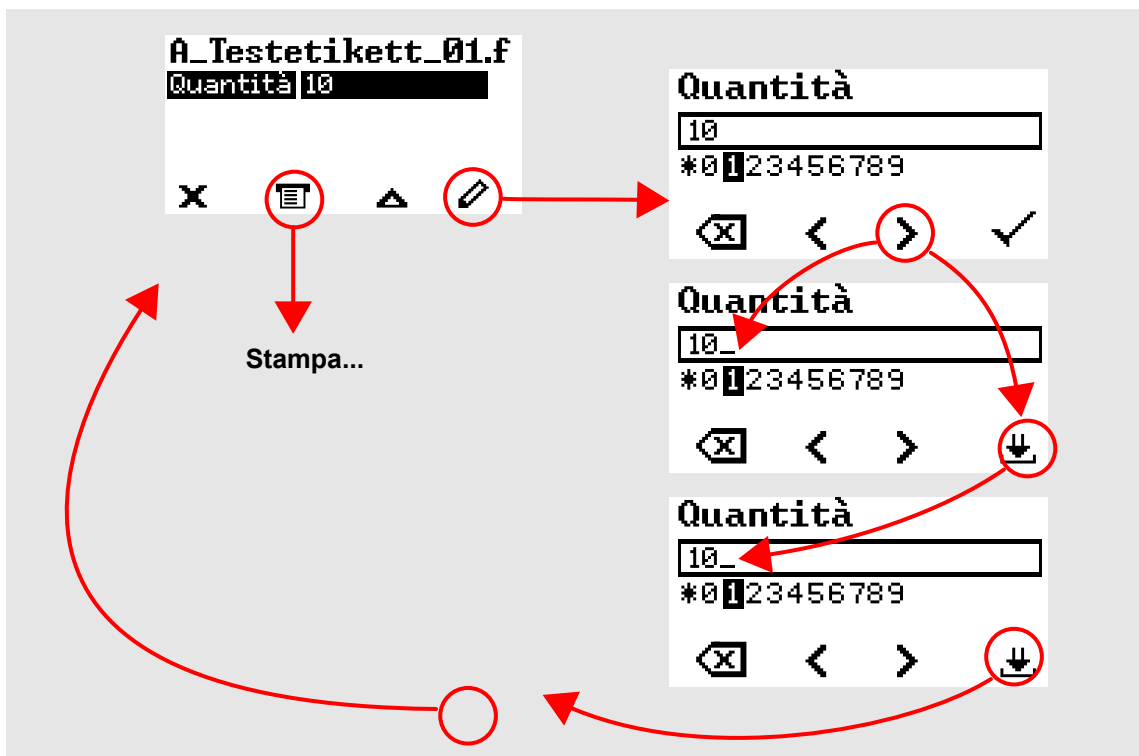 A_Testetikett_01.f
Quantità 10
Stampa...
Quantità
10
*0123456789
Quantità
10_
*0123456789
Quantità
10_
*0123456789